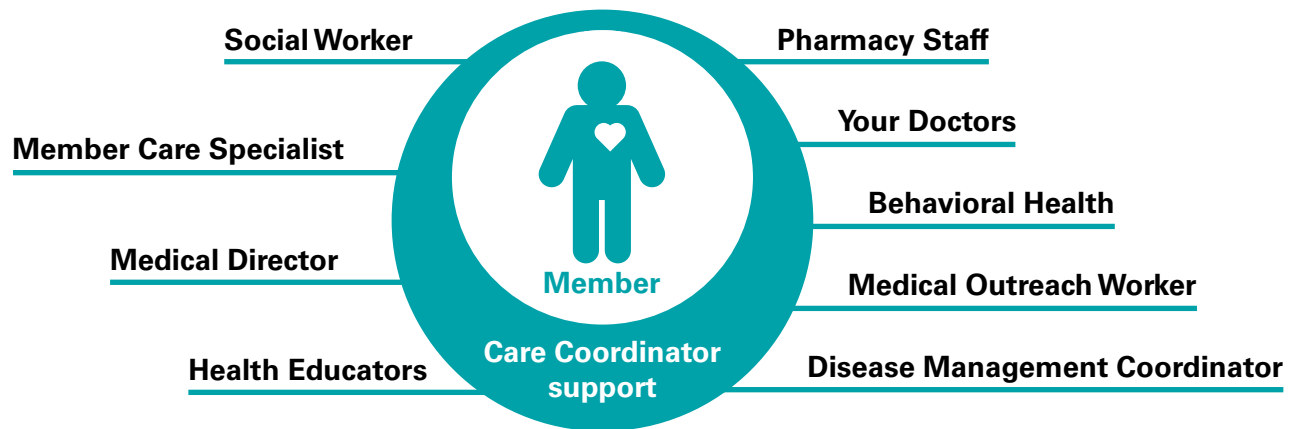 Social Worker
Pharmacy Staff
Member Care Specialist
Your Doctors
Behavioral Health
Medical Director
Member
Medical Outreach Worker
Health Educators
Care Coordinator
support
Disease Management Coordinator